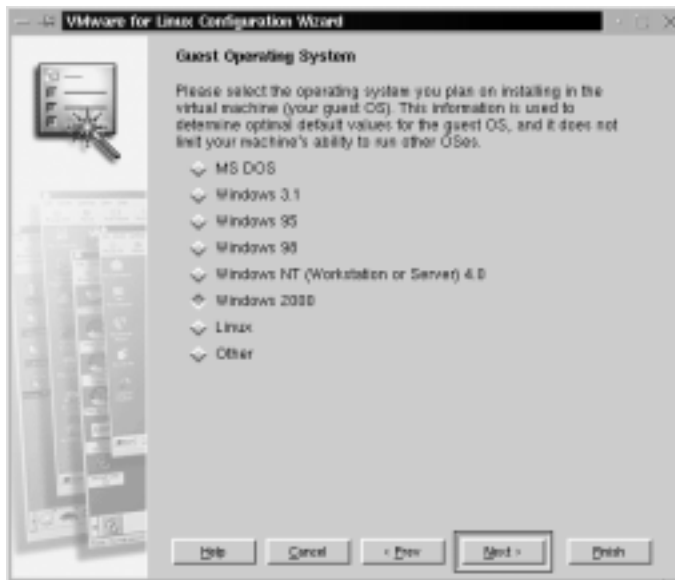 VMware for Linux Configuration Wizard
Guest Operating System
Please select the operating system you plan on installing in the
virtual machine (your guest OS). This information is used to
determine optimal default values for the guest OS, and it does not
limit your machine's ability to run other OSes.
MS DOS
Windows 3.1
Windows 95
Windows 98
Windows NT (Workstation or Server) 4.0
Windows 2000
Linux
Other
Help
Cancel
< Prev
Next >
Finish